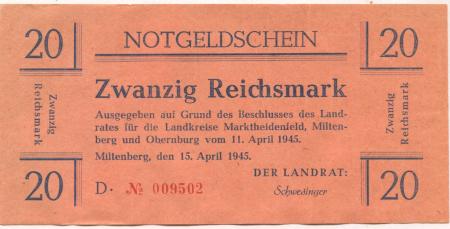 20 NOTGELDSCHEIN 20
Zwanzig Reichsmark
Zwanzig Reichsmark
Zwanzig Reichsmark
Ausgegeben auf Grund des Beschlusses des Land-
rates für die Landkreise Marktheidenfeld, Milten-
berg und Obernburg vom 11. April 1945.
Miltenberg, den 15. April 1945.
DER LANDRAT:
20 D· № 009502 Schwesinger 20